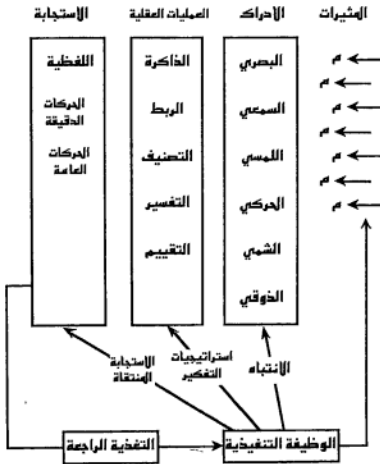 المثيرات
الادراك
العمليات العقلية
الاستجابة
م
م
م
م
م
م
م
البصري
السمعي
اللمسي
الحركي
الشمي
الذوقي
الذاكرة
الربط
التصنيف
التفسير
التقييم
اللفظية
الحركات
الدقيقة
الحركات
العامة
الانتباه
استراتيجيات
التفكير
الاستجابة
المنتقاة
الوظيفة التنفيذية
التغذية الراجعة